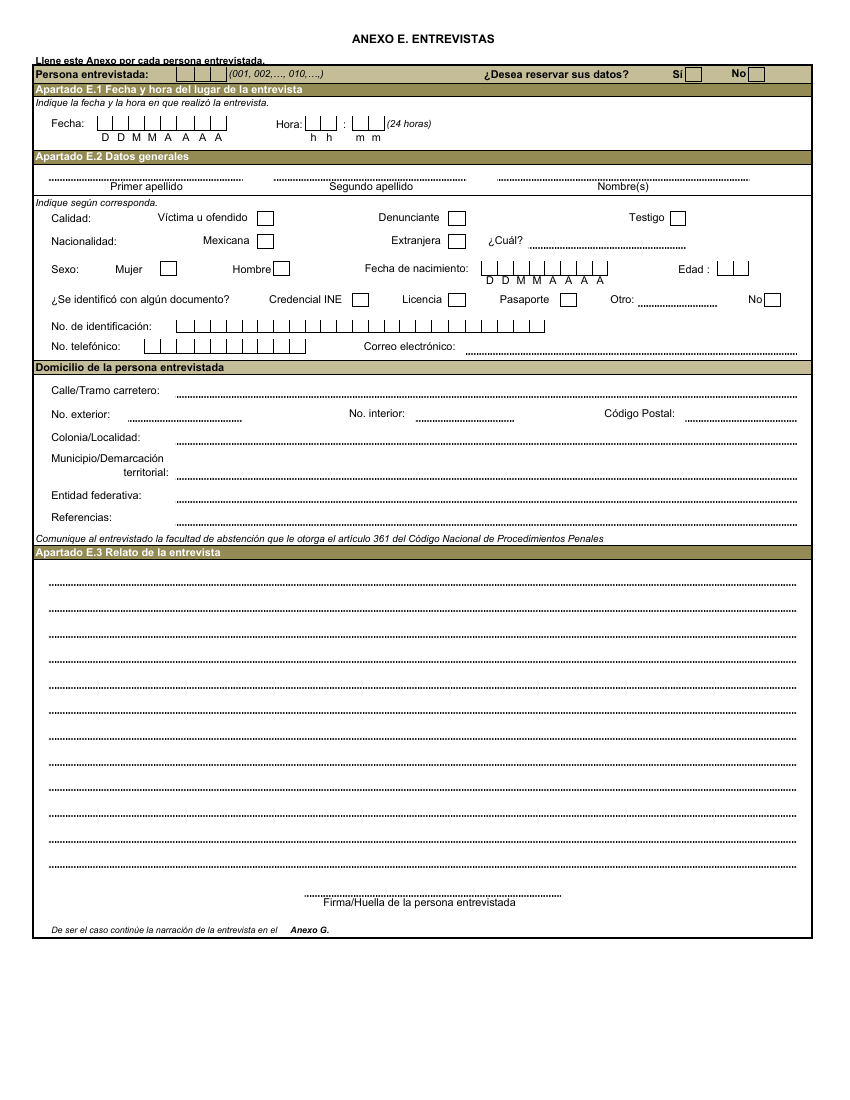 ANEXO E. ENTREVISTAS
Llene este Anexo por cada persona entrevistada.
Persona entrevistada: (001, 002,…, 010,…,) ¿Desea reservar sus datos? Sí No
Apartado E.1 Fecha y hora del lugar de la entrevista
Indique la fecha y la hora en que realizó la entrevista.
Fecha: Hora: : (24 horas)
D D M M A A A A h h m m
Apartado E.2 Datos generales
Primer apellido Segundo apellido Nombre(s)
Indique según corresponda.
Calidad: Víctima u ofendido Denunciante Testigo
Nacionalidad: Mexicana Extranjera ¿Cuál?
Sexo: Mujer Hombre Fecha de nacimiento: Edad :
D D M M A A A A
¿Se identificó con algún documento? Credencial INE Licencia Pasaporte Otro: No
No. de identificación:
No. telefónico: Correo electrónico:
Domicilio de la persona entrevistada
Calle/Tramo carretero:
No. exterior: No. interior: Código Postal:
Colonia/Localidad:
Municipio/Demarcación
territorial:
Entidad federativa:
Referencias:
Comunique al entrevistado la facultad de abstención que le otorga el artículo 361 del Código Nacional de Procedimientos Penales
Apartado E.3 Relato de la entrevista
Firma/Huella de la persona entrevistada
De ser el caso continúe la narración de la entrevista en el Anexo G.